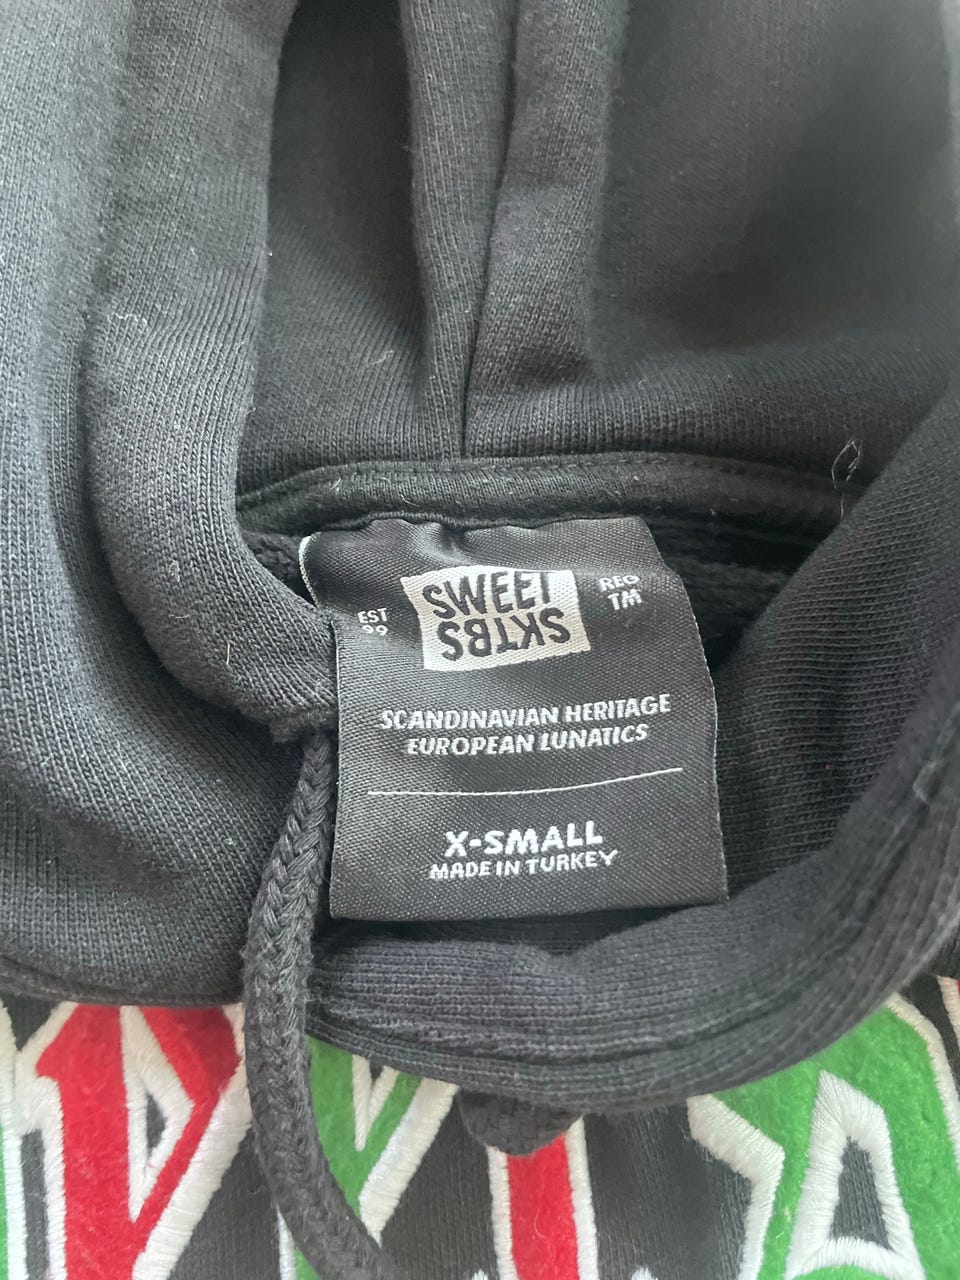 SWEET
SKTBS
EST
99
REG
TM
SCANDINAVIAN HERITAGE
EUROPEAN LUNATICS
X-SMALL
MADE IN TURKEY